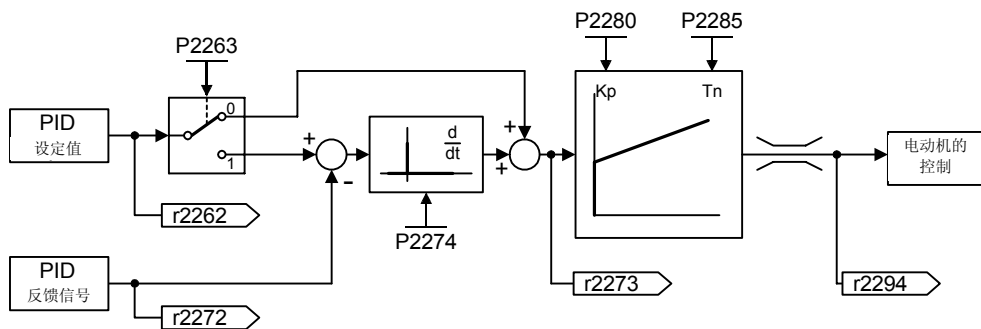 P2280
P2285
P2263
Kp
Tn
PID
设定值
0
1
+
-
d
dt
+
+
电动机的
控制
r2262
P2274
PID
反馈信号
r2273
r2294
r2272